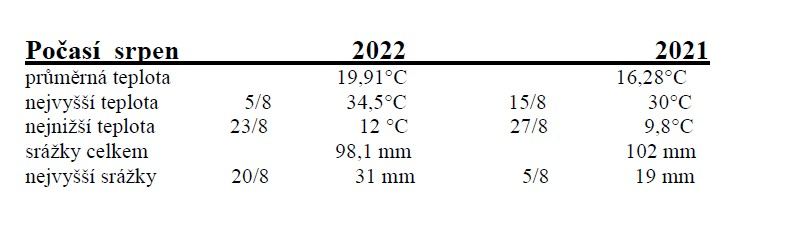 Počasí srpen 2022 2021
průměrná teplota 19,91°C 16,28°C
nejvyšší teplota 5/8 34,5°C 15/8 30°C
nejnižší teplota 23/8 12 °C 27/8 9,8°C
srážky celkem 98,1 mm 102 mm
nejvyšší srážky 20/8 31 mm 5/8 19 mm